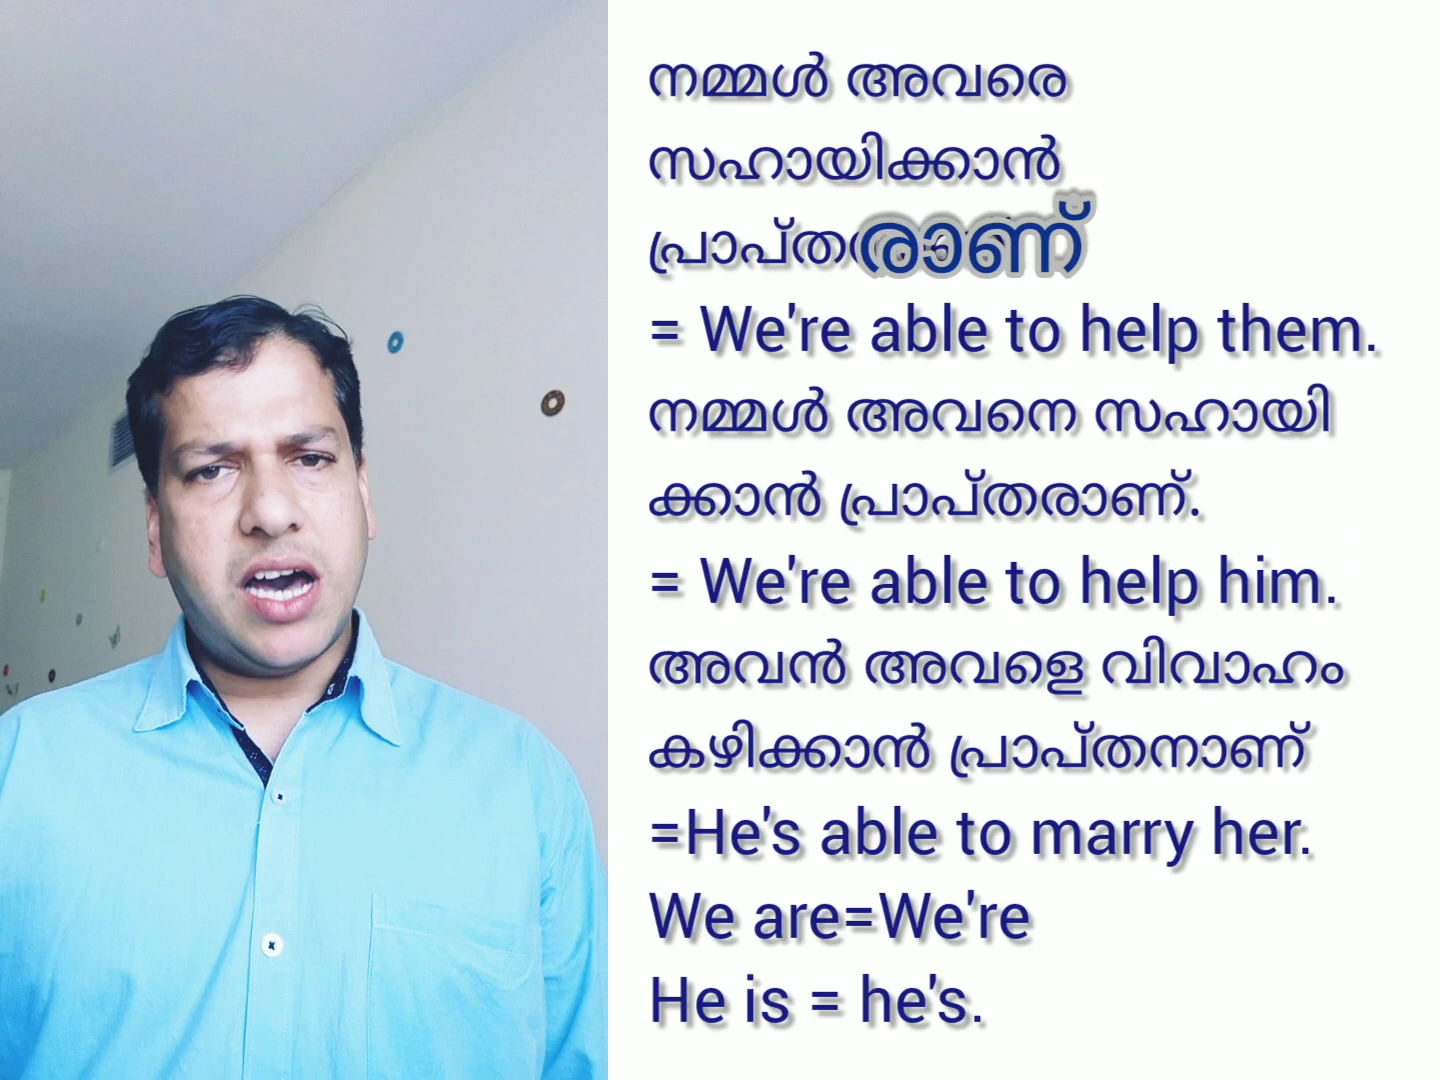 നമ്മൾ അവരെ
സഹായിക്കാൻ
പ്രാപ്തരാണ്
= We're able to help them.
നമ്മൾ അവനെ സഹായി
ക്കാൻ പ്രാപ്തരാണ്.
= We're able to help him.
അവൻ അവളെ വിവാഹം
കഴിക്കാൻ പ്രാപ്തനാണ്
=He's able to marry her.
We are=We're
He is = he's.